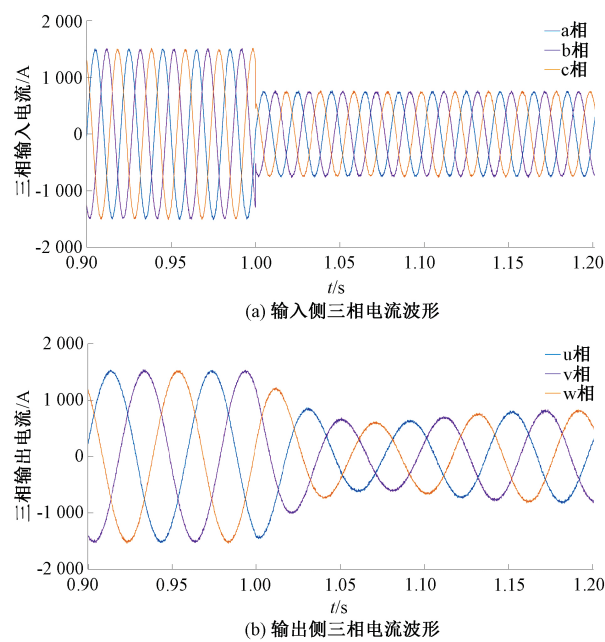 2 000
a相
b相
c相
1 000
0
-1 000
-2 000
三相输入电流/A
0.90
0.95
1.00
1.05
1.10
1.15
1.20
t/s
(a) 输入侧三相电流波形
2 000
u相
v相
w相
1 000
0
-1 000
-2 000
三相输出电流/A
0.90
0.95
1.00
1.05
1.10
1.15
1.20
t/s
(b) 输出侧三相电流波形